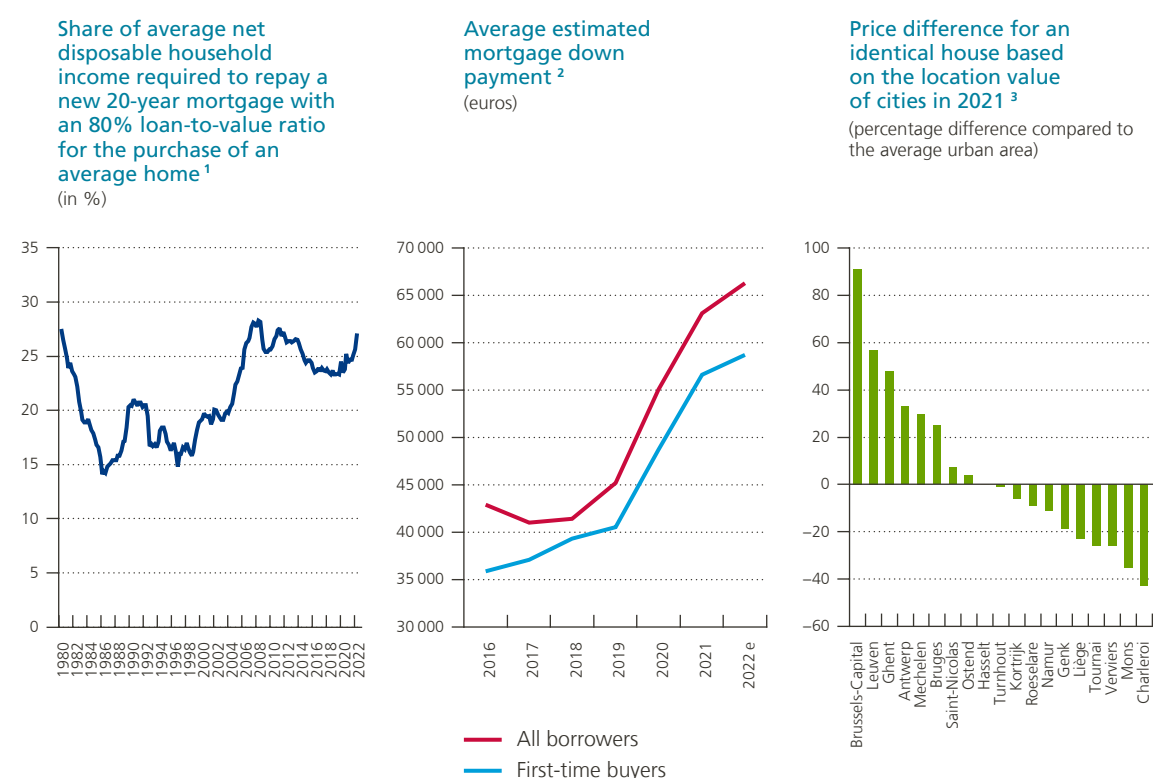 Share of average net
disposable household
income required to repay a
new 20-year mortgage with
an 80% loan-to-value ratio
for the purchase of an
average home ¹
(in %)
35
30
25
20
15
10
5
0
1980
1982
1984
1986
1988
1990
1992
1994
1996
1998
2000
2002
2004
2006
2008
2010
2012
2014
2016
2018
2020
2022
Average estimated
mortgage down
payment ²
(euros)
70 000
65 000
60 000
55 000
50 000
45 000
40 000
35 000
30 000
2016
2017
2018
2019
2020
2021
2022 e
All borrowers
First-time buyers
Price difference for an
identical house based
on the location value
of cities in 2021 ³
(percentage difference compared to
the average urban area)
100
80
60
40
20
0
–20
–40
–60
Brussels-Capital
Leuven
Ghent
Antwerp
Mechelen
Bruges
Saint-Nicolas
Ostend
Hasselt
Turnhout
Kortrijk
Roeselare
Namur
Genk
Liège
Tournai
Verviers
Mons
Charleroi